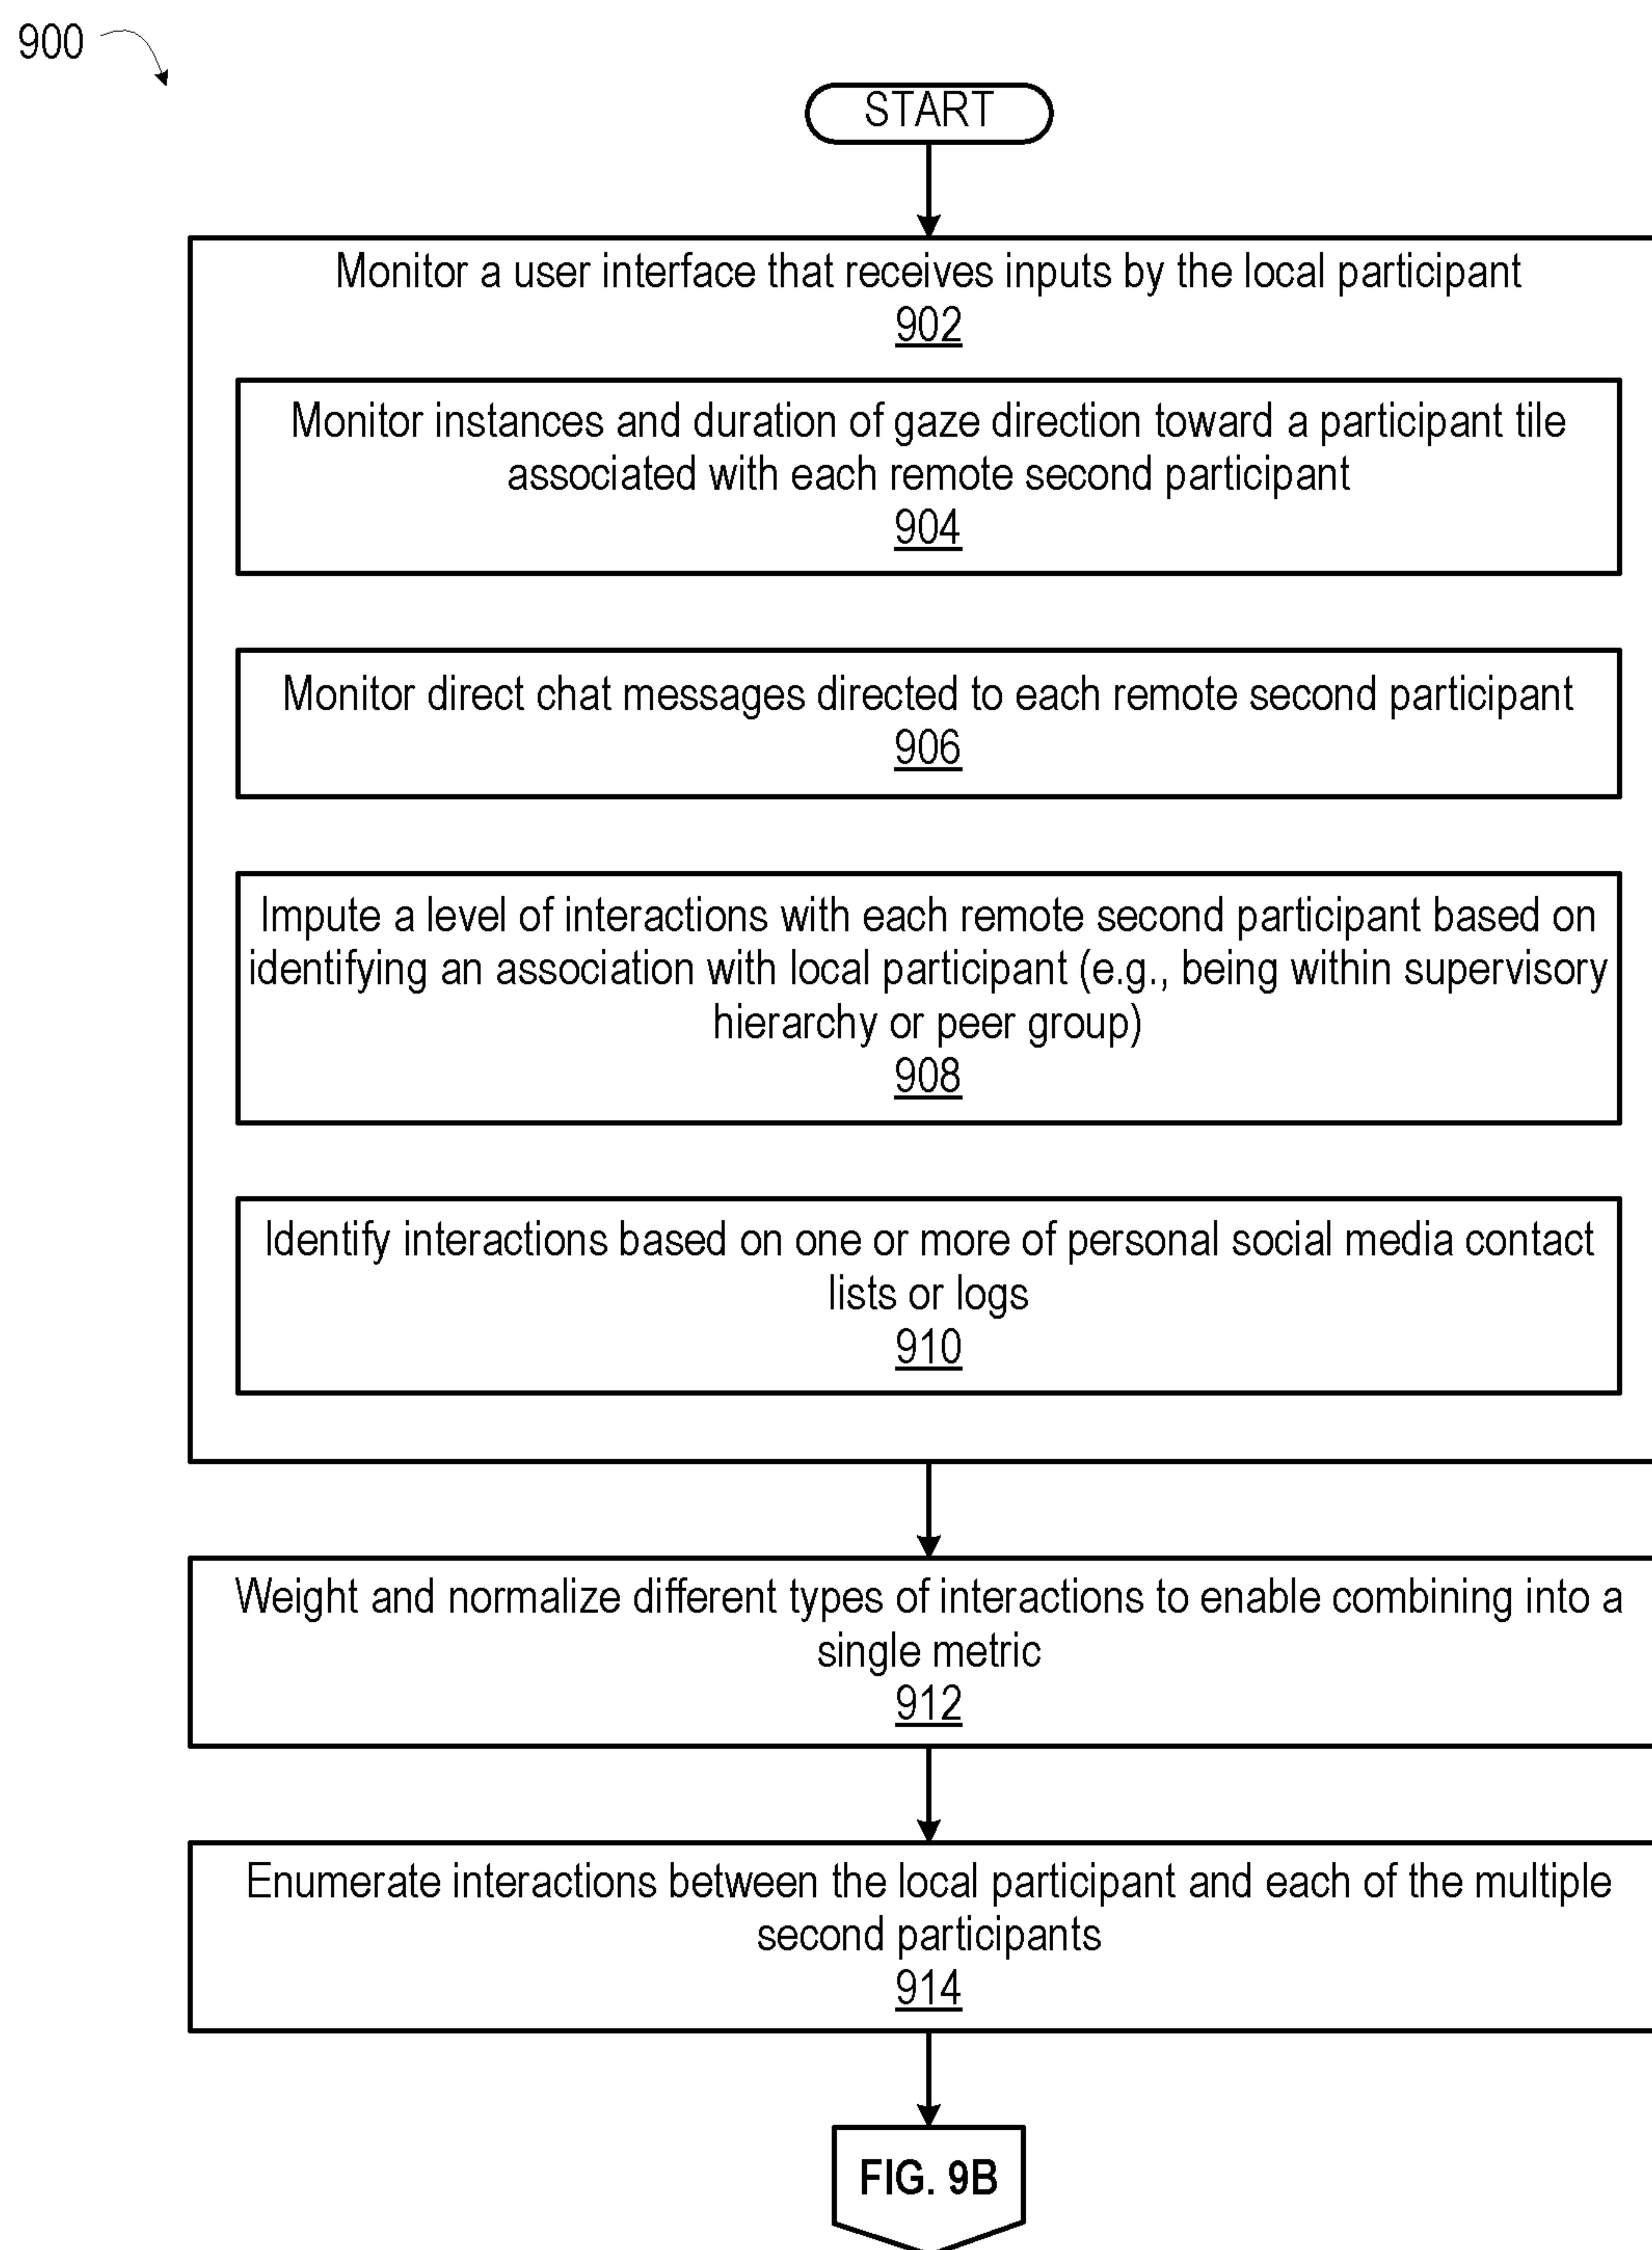 900
START
Monitor a user interface that receives inputs by the local participant
902
Monitor instances and duration of gaze direction toward a participant tile
associated with each remote second participant
904
Monitor direct chat messages directed to each remote second participant
906
Impute a level of interactions with each remote second participant based on
identifying an association with local participant (e.g., being within supervisory
hierarchy or peer group)
908
Identify interactions based on one or more of personal social media contact
lists or logs
910
Weight and normalize different types of interactions to enable combining into a
single metric
912
Enumerate interactions between the local participant and each of the multiple
second participants
914
FIG. 9B